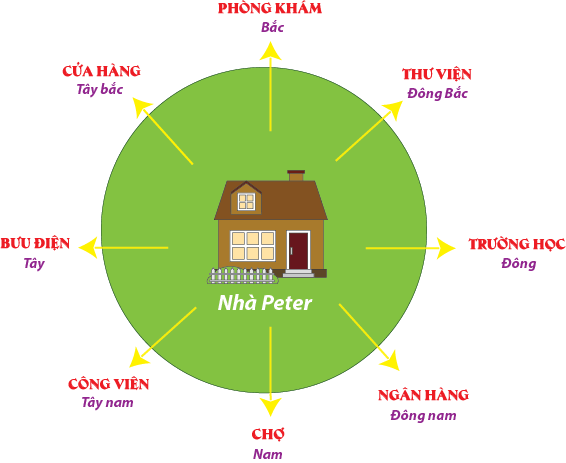 PHÒNG KHÁM
Bắc
CỬA HÀNG
Tây bắc
THƯ VIỆN
Đông Bắc
BƯU ĐIỆN
Tây
TRƯỜNG HỌC
Đông
Nhà Peter
CÔNG VIÊN
Tây nam
NGÂN HÀNG
Đông nam
CHỢ
Nam